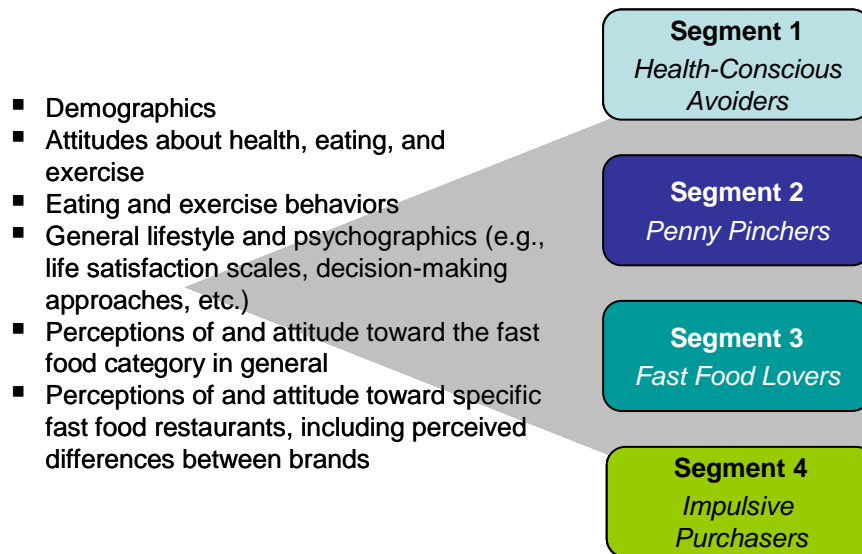 ▪ Demographics
▪ Attitudes about health, eating, and
exercise
▪ Eating and exercise behaviors
▪ General lifestyle and psychographics (e.g.,
life satisfaction scales, decision-making
approaches, etc.)
▪ Perceptions of and attitude toward the fast
food category in general
▪ Perceptions of and attitude toward specific
fast food restaurants, including perceived
differences between brands
Segment 1
Health-Conscious
Avoiders
Segment 2
Penny Pinchers
Segment 3
Fast Food Lovers
Segment 4
Impulsive
Purchasers